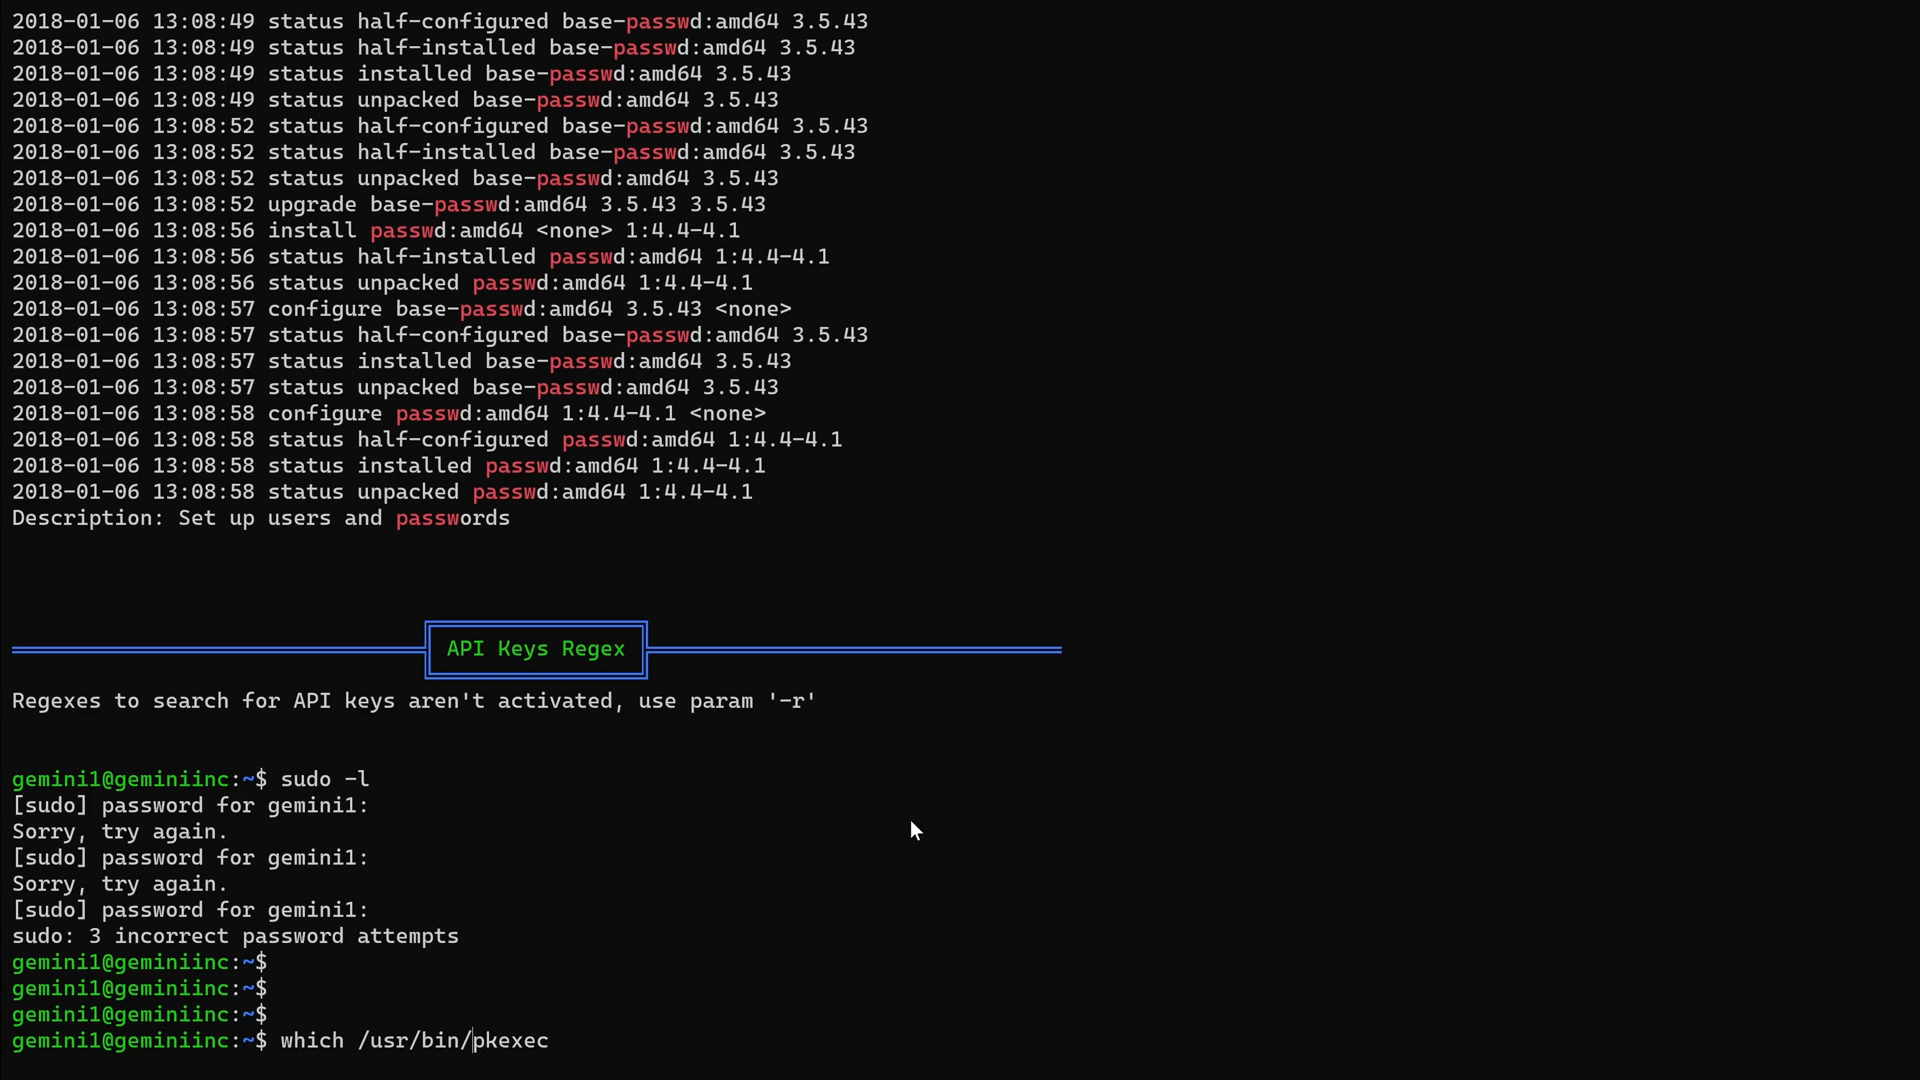 2018-01-06 13:08:49 status half-configured base-passwd:amd64 3.5.43
2018-01-06 13:08:49 status half-installed base-passwd:amd64 3.5.43
2018-01-06 13:08:49 status installed base-passwd:amd64 3.5.43
2018-01-06 13:08:49 status unpacked base-passwd:amd64 3.5.43
2018-01-06 13:08:52 status half-configured base-passwd:amd64 3.5.43
2018-01-06 13:08:52 status half-installed base-passwd:amd64 3.5.43
2018-01-06 13:08:52 status unpacked base-passwd:amd64 3.5.43
2018-01-06 13:08:52 upgrade base-passwd:amd64 3.5.43 3.5.43
2018-01-06 13:08:56 install passwd:amd64 <none> 1:4.4-4.1
2018-01-06 13:08:56 status half-installed passwd:amd64 1:4.4-4.1
2018-01-06 13:08:56 status unpacked passwd:amd64 1:4.4-4.1
2018-01-06 13:08:57 configure base-passwd:amd64 3.5.43 <none>
2018-01-06 13:08:57 status half-configured base-passwd:amd64 3.5.43
2018-01-06 13:08:57 status installed base-passwd:amd64 3.5.43
2018-01-06 13:08:57 status unpacked base-passwd:amd64 3.5.43
2018-01-06 13:08:58 configure passwd:amd64 1:4.4-4.1 <none>
2018-01-06 13:08:58 status half-configured passwd:amd64 1:4.4-4.1
2018-01-06 13:08:58 status installed passwd:amd64 1:4.4-4.1
2018-01-06 13:08:58 status unpacked passwd:amd64 1:4.4-4.1
Description: Set up users and passwords
API Keys Regex
Regexes to search for API keys aren't activated, use param '-r'
gemini1@geminiinc:~$ sudo -l
[sudo] password for gemini1:
Sorry, try again.
[sudo] password for gemini1:
Sorry, try again.
[sudo] password for gemini1:
sudo: 3 incorrect password attempts
gemini1@geminiinc:~$
gemini1@geminiinc:~$
gemini1@geminiinc:~$
gemini1@geminiinc:~$ which /usr/bin/pkexec